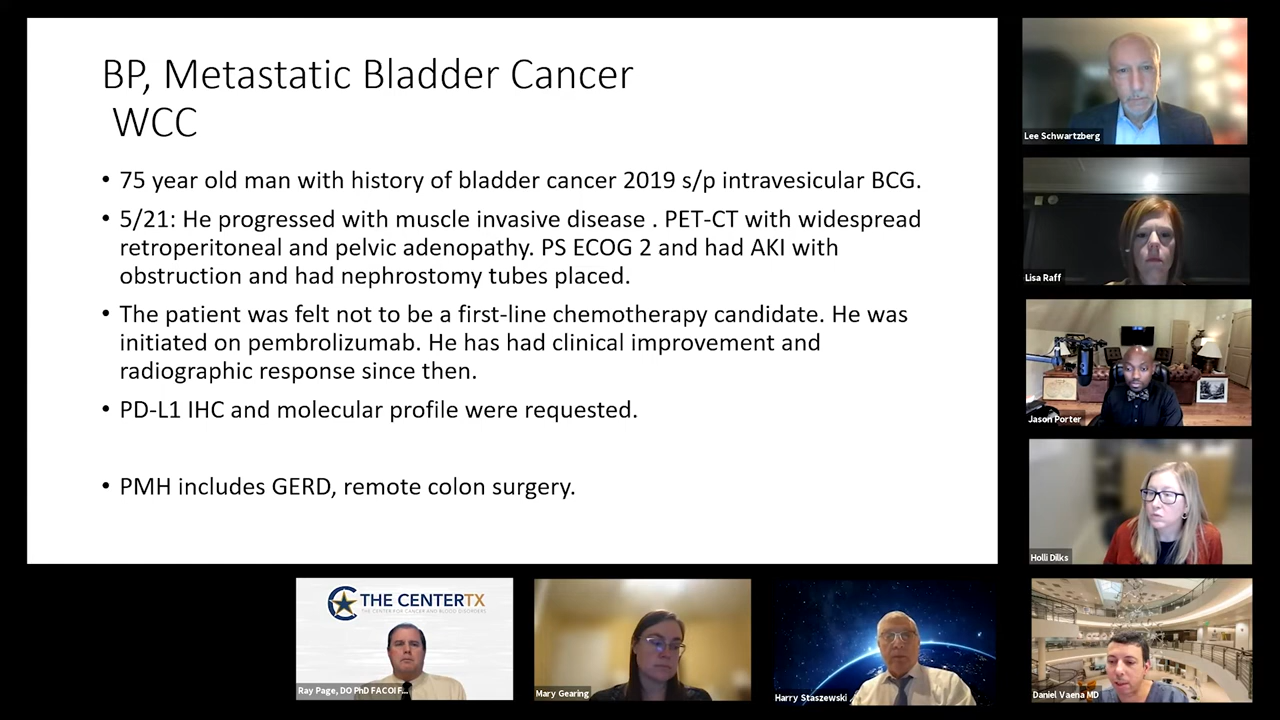 BP, Metastatic Bladder Cancer
WCC
• 75 year old man with history of bladder cancer 2019 s/p intravesicular BCG.
• 5/21: He progressed with muscle invasive disease . PET-CT with widespread
retroperitoneal and pelvic adenopathy. PS ECOG 2 and had AKI with
obstruction and had nephrostomy tubes placed.
• The patient was felt not to be a first-line chemotherapy candidate. He was
initiated on pembrolizumab. He has had clinical improvement and
radiographic response since then.
• PD-L1 IHC and molecular profile were requested.
• PMH includes GERD, remote colon surgery.
Lee Schwartzberg
Lisa Raff
Jason Porter
Holli Dilks
THE CENTERTX
THE CENTER FOR CANCER AND BLOOD DISORDERS
Ray Page, DO PhD FACOI F...
Mary Gearing
Harry Staszewski
Daniel Vaena MD